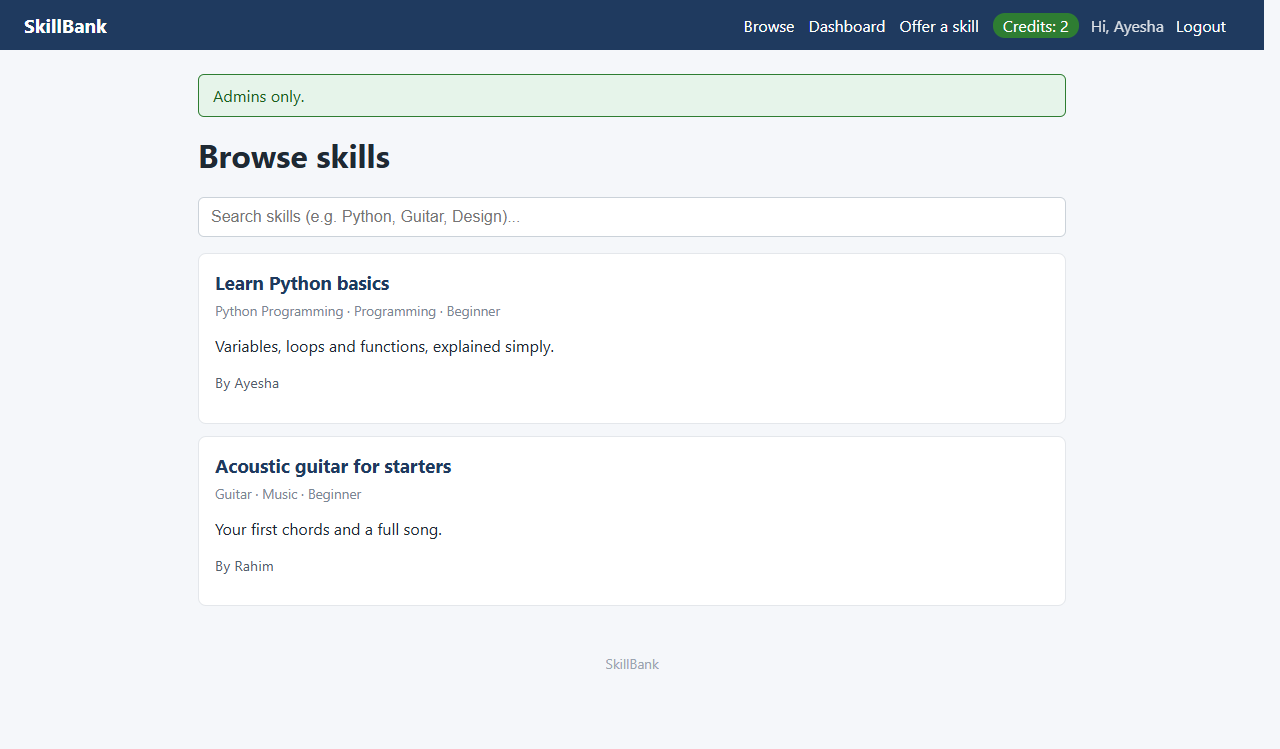 SkillBank Browse Dashboard Offer a skill Credits: 2 Hi, Ayesha Logout
Admins only.
Browse skills
Search skills (e.g. Python, Guitar, Design)...
Learn Python basics
Python Programming · Programming · Beginner
Variables, loops and functions, explained simply.
By Ayesha
Acoustic guitar for starters
Guitar · Music · Beginner
Your first chords and a full song.
By Rahim
SkillBank